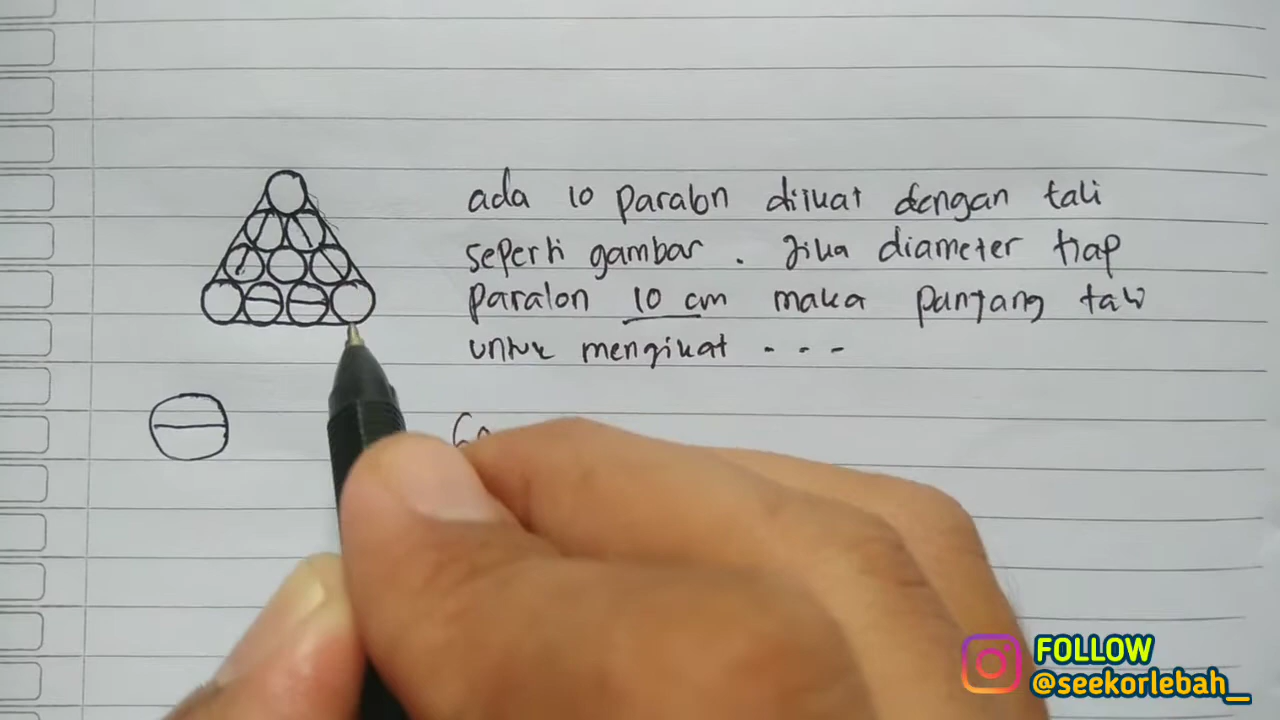 ada 10 paralon diikat dengan tali
seperti gambar . Jika diameter tiap
paralon 10 cm maka panjang tali
untuk mengikat - - -
FOLLOW
@seekorlebah_